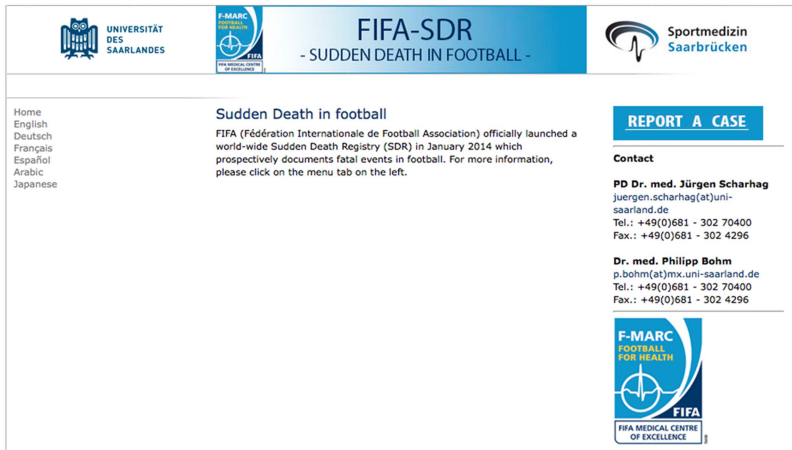 UNIVERSITÄT
DES
SAARLANDES
F-MARC
FOOTBALL
FOR HEALTH
FIFA
FIFA MEDICAL CENTRE
OF EXCELLENCE
FIFA-SDR
- SUDDEN DEATH IN FOOTBALL -
Sportmedizin
Saarbrücken
Home
English
Deutsch
Français
Español
Arabic
Japanese
Sudden Death in football
FIFA (Fédération Internationale de Football Association) officially launched a
world-wide Sudden Death Registry (SDR) in January 2014 which
prospectively documents fatal events in football. For more information,
please click on the menu tab on the left.
REPORT A CASE
Contact
PD Dr. med. Jürgen Scharhag
juergen.scharhag(at)uni-
saarland.de
Tel.: +49(0)681 - 302 70400
Fax.: +49(0)681 - 302 4296
Dr. med. Philipp Bohm
p.bohm(at)mx.uni-saarland.de
Tel.: +49(0)681 - 302 70400
Fax.: +49(0)681 - 302 4296
F-MARC
FOOTBALL
FOR HEALTH
FIFA
FIFA MEDICAL CENTRE
OF EXCELLENCE